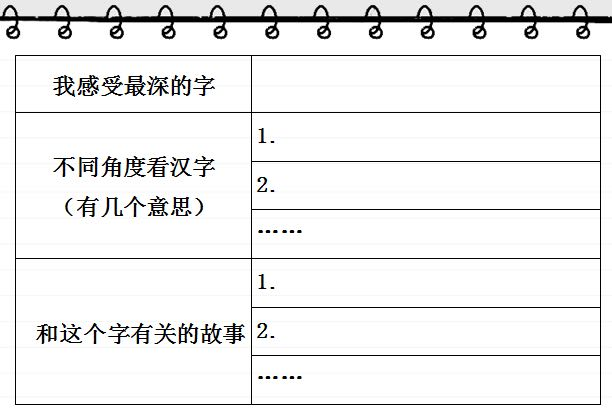 我感受最深的字
不同角度看汉字
（有几个意思）
1.
2.
……
和这个字有关的故事
1.
2.
……